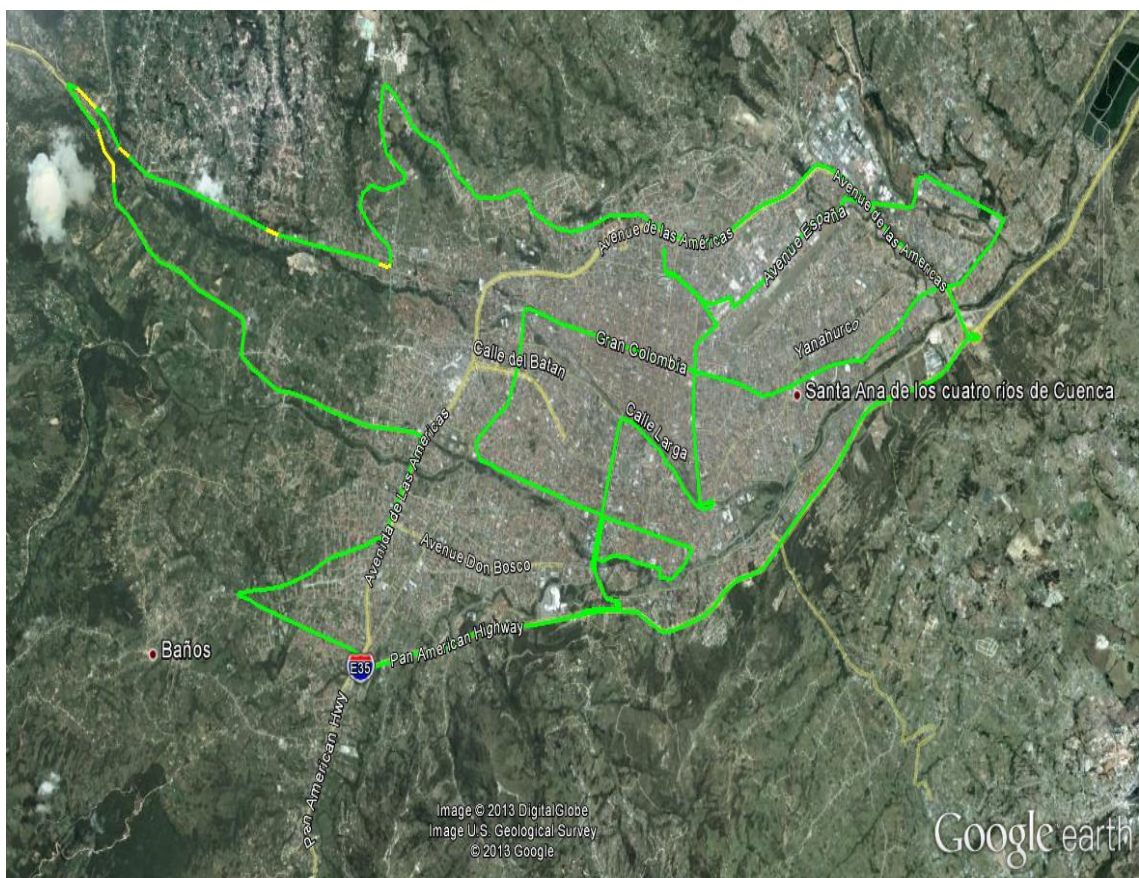 Avenue de las Américas
Avenue de las Americas
Avenue España
Gran Colombia
Yanahurco
Calle del Batan
Santa Ana de los cuatro ríos de Cuenca
Calle Larga
Avenida de Las Americas
Avenue Don Bosco
Pan American Highway
Baños
E35
Pan American Hwy
Image © 2013 DigitalGlobe
Image U.S. Geological Survey
© 2013 Google
Google earth